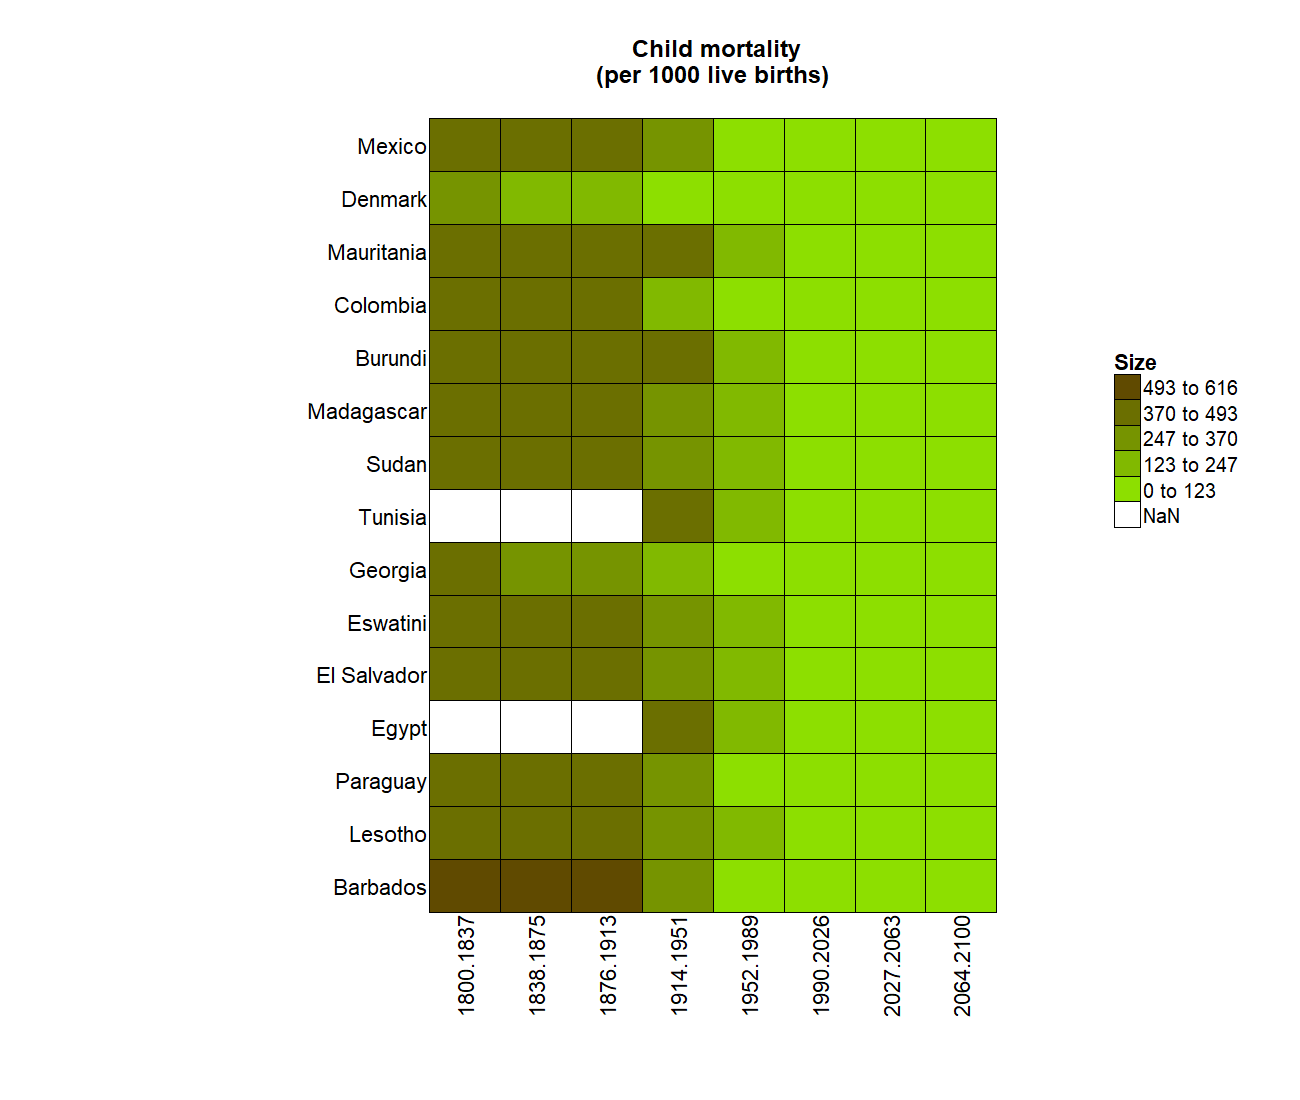 Child mortality
(per 1000 live births)
Mexico
Denmark
Mauritania
Colombia
Burundi
Madagascar
Sudan
Tunisia
Georgia
Eswatini
El Salvador
Egypt
Paraguay
Lesotho
Barbados
1800.1837
1838.1875
1876.1913
1914.1951
1952.1989
1990.2026
2027.2063
2064.2100
Size
493 to 616
370 to 493
247 to 370
123 to 247
0 to 123
NaN